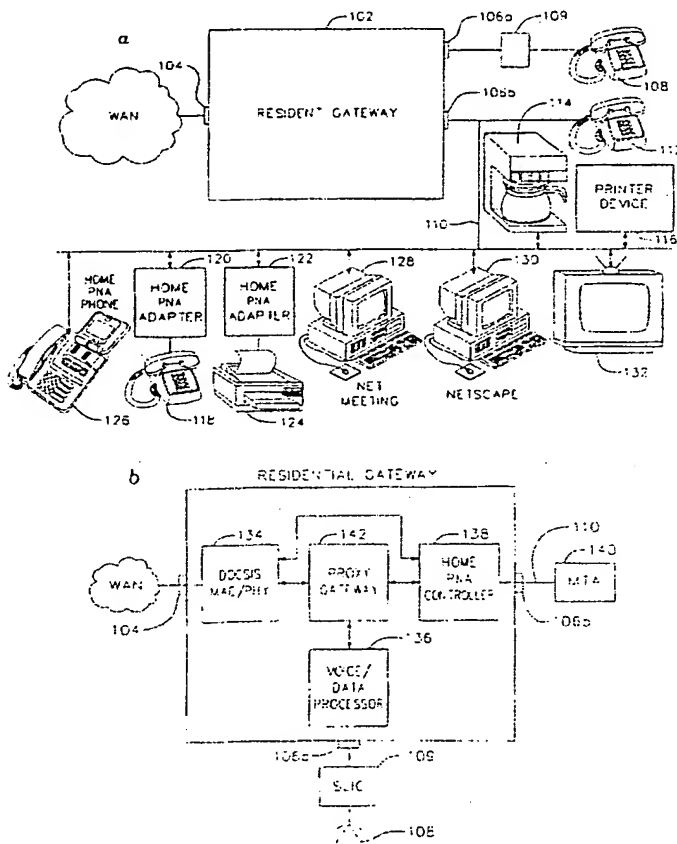 a
102
106a
109
104
WAN
RESIDENT GATEWAY
108
106b
114
112
PRINTER
DEVICE
110
116
120
122
128
130
HOME
PNA
PHONE
HOME
PNA
ADAPTER
HOME
PNA
ADAPTER
126
118
124
NET
MEETING
NETSCAPE
132
b
RESIDENTIAL GATEWAY
134
142
138
110
140
WAN
DOCSIS
MAC/PHY
PROXY
GATEWAY
HOME
PNA
CONTROLLER
MTA
104
106b
136
VOICE/
DATA
PROCESSOR
106a
109
SLIC
108